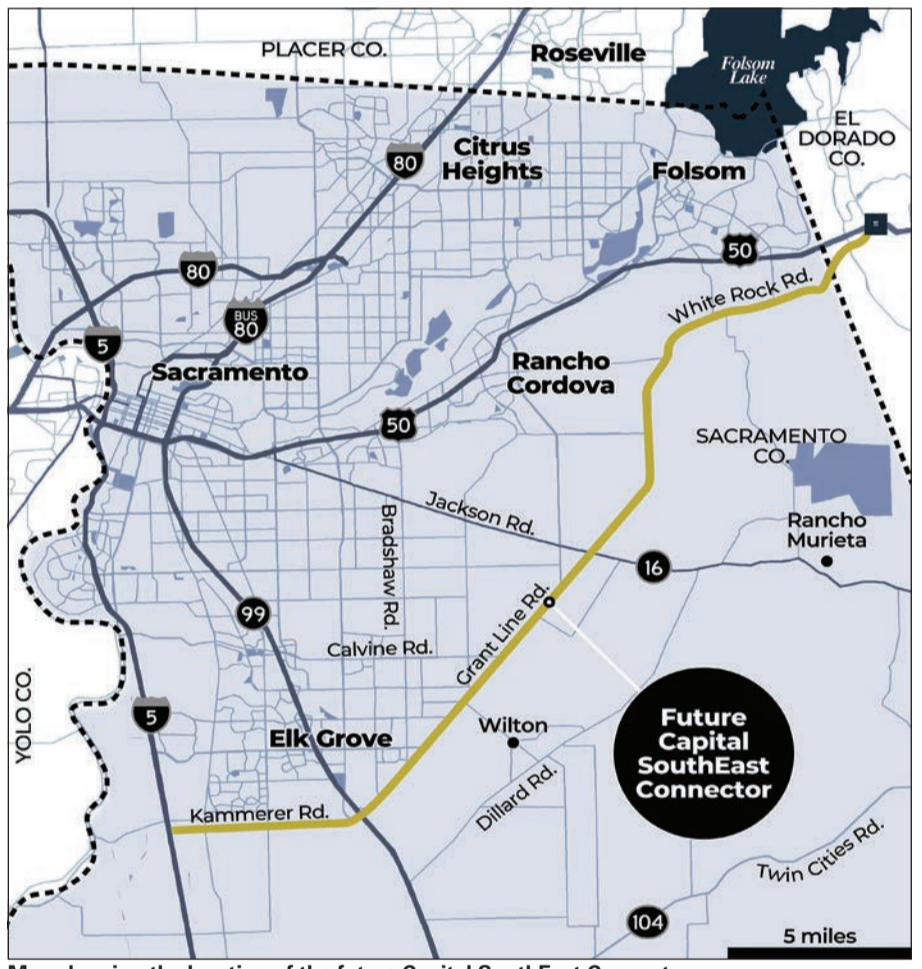 PLACER CO.
Roseville
Folsom
Lake
EL
DORADO
CO.
Citrus
Heights
80
Folsom
50
80
BUS
80
White Rock Rd.
5
Sacramento
Rancho
Cordova
50
SACRAMENTO
CO.
Jackson Rd.
Rancho
Murieta
Bradshaw Rd.
16
99
Grant Line Rd.
Calvine Rd.
YOLO CO.
5
Elk Grove
Wilton
Future
Capital
SouthEast
Connector
Dillard Rd.
Kammerer Rd.
Twin Cities Rd.
104
5 miles